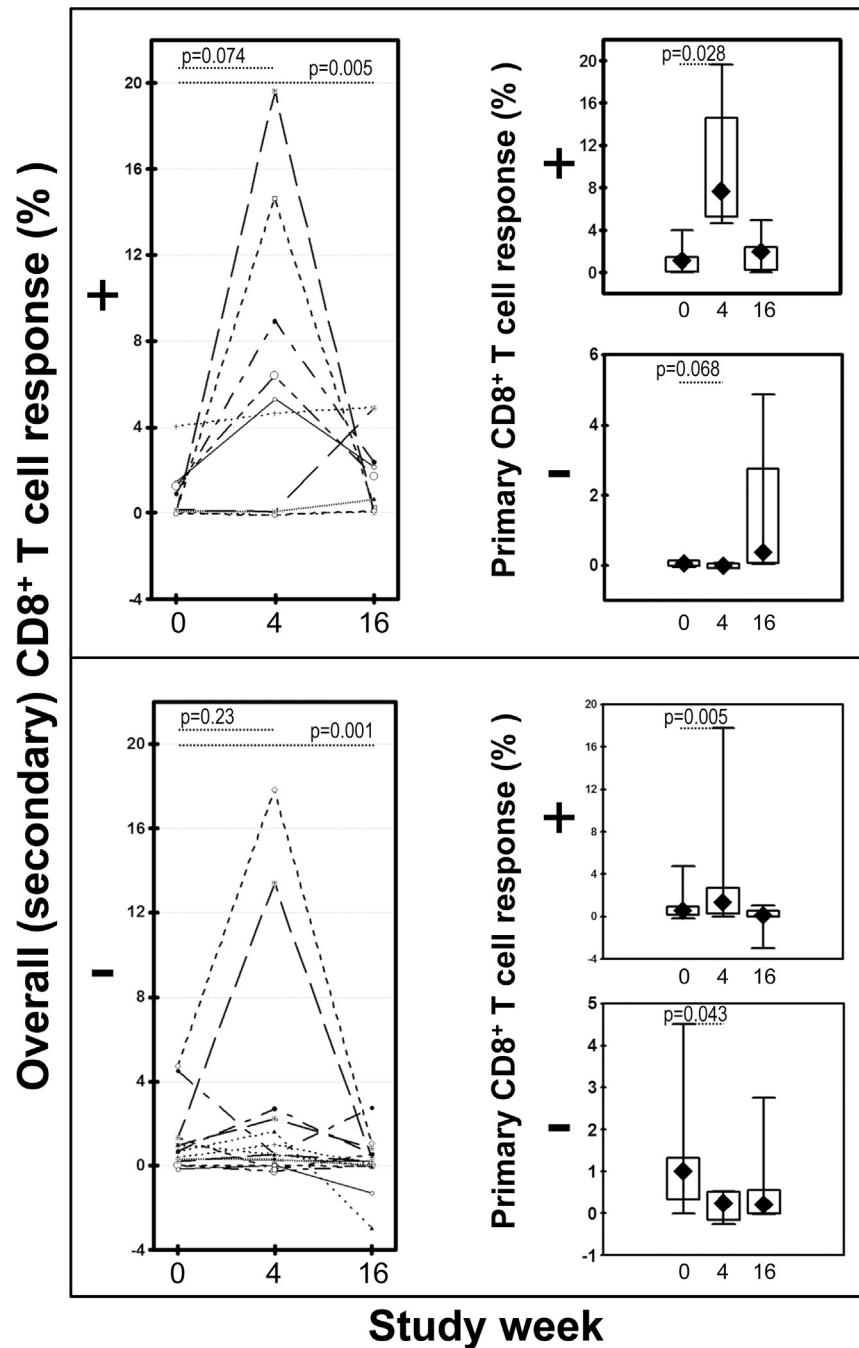 Overall (secondary) CD8+ T cell response (%)
+
p=0.074
p=0.005
20
16
12
8
4
0
-4
0 4 16
Primary CD8+ T cell response (%)
+
p=0.028
20
16
12
8
4
0
0 4 16
-
p=0.068
6
4
2
0
0 4 16
-
p=0.23
p=0.001
20
16
12
8
4
0
-4
0 4 16
Primary CD8+ T cell response (%)
+
p=0.005
20
16
12
8
4
0
-4
0 4 16
-
p=0.043
5
4
3
2
1
0
-1
0 4 16
Study week